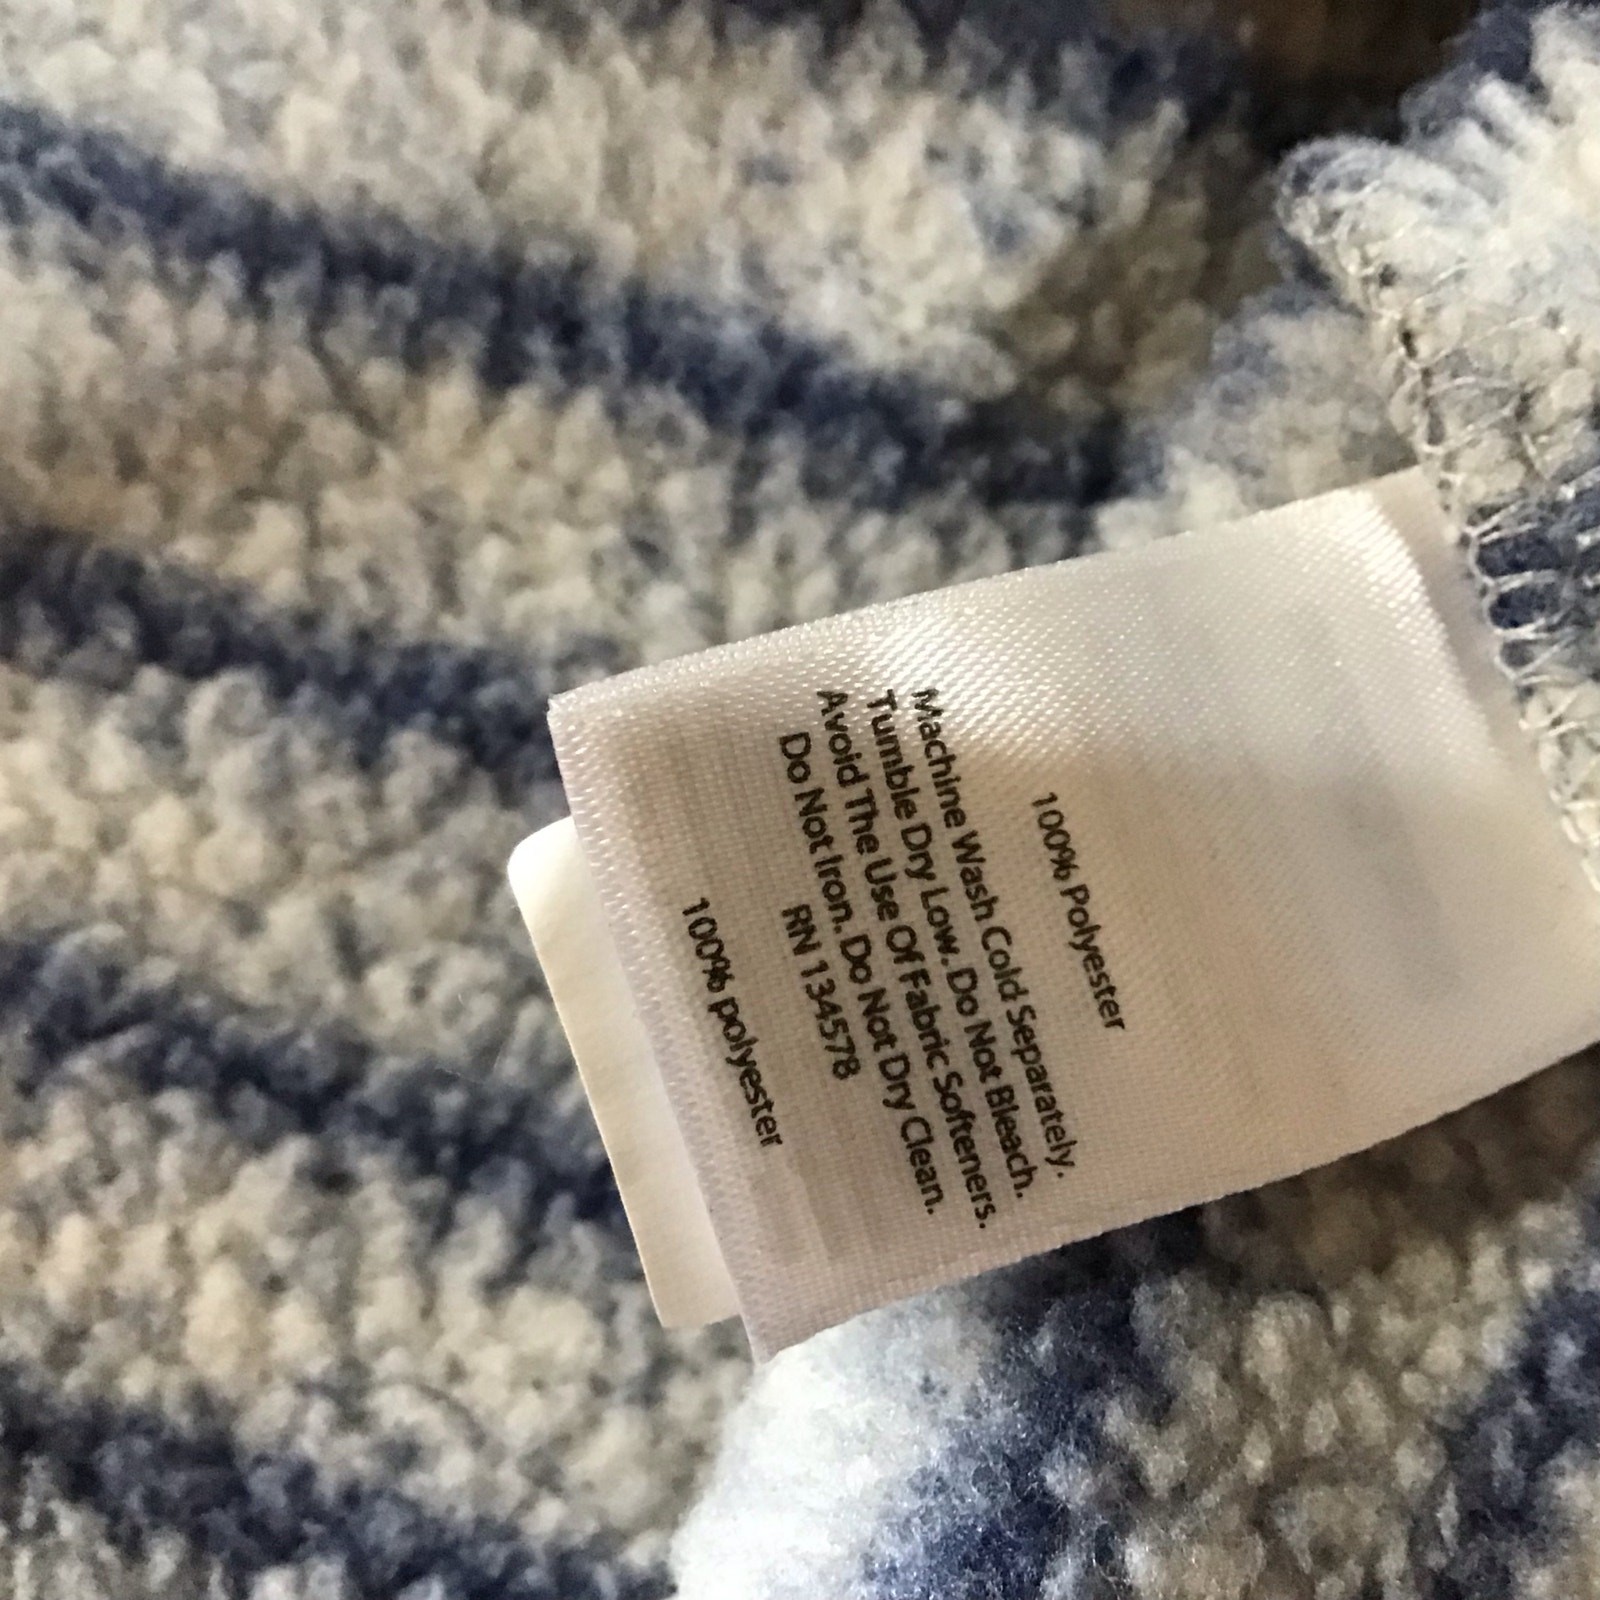 100% Polyester
Machine Wash Cold Separately.
Tumble Dry Low. Do Not Bleach.
Avoid The Use Of Fabric Softeners.
Do Not Iron. Do Not Dry Clean.
RN 134578
100% polyester